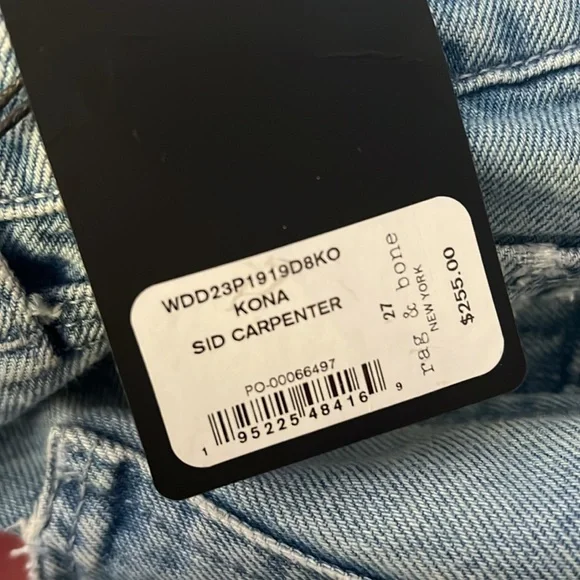 WDD23P1919D8KO
KONA
SID CARPENTER
PO-00066497
1 95225 48416 9
27
rag & bone
NEW YORK
$255.00